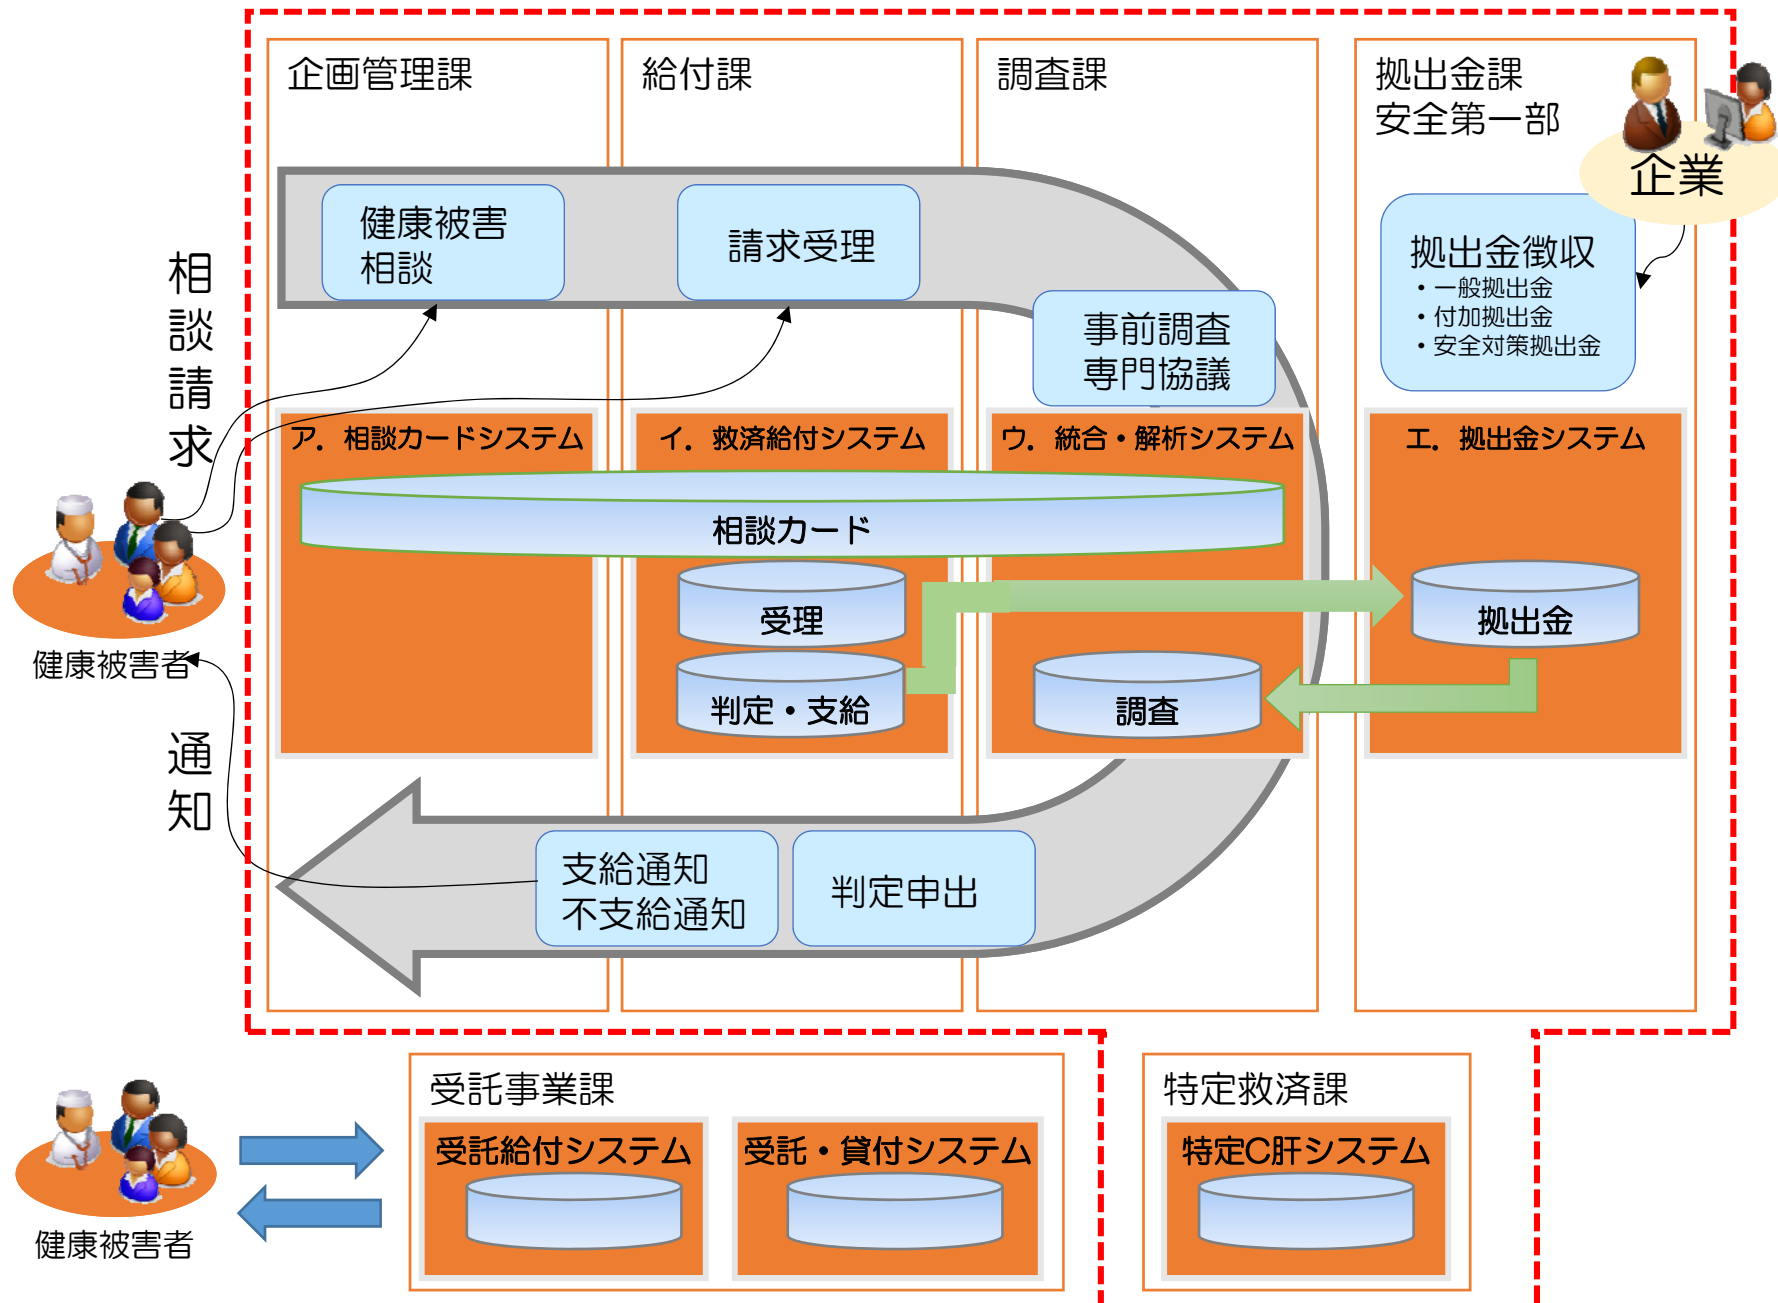 企画管理課
給付課
調査課
拠出金課
安全第一部
企業
健康被害
相談
請求受理
事前調査
専門協議
拠出金徴収
・一般拠出金
・付加拠出金
・安全対策拠出金
相談請求
ア．相談カードシステム
イ．救済給付システム
ウ．統合・解析システム
エ．拠出金システム
相談カード
受理
判定・支給
調査
拠出金
健康被害者
通知
支給通知
不支給通知
判定申出
受託事業課
特定救済課
受託給付システム
受託・貸付システム
特定C肝システム
健康被害者